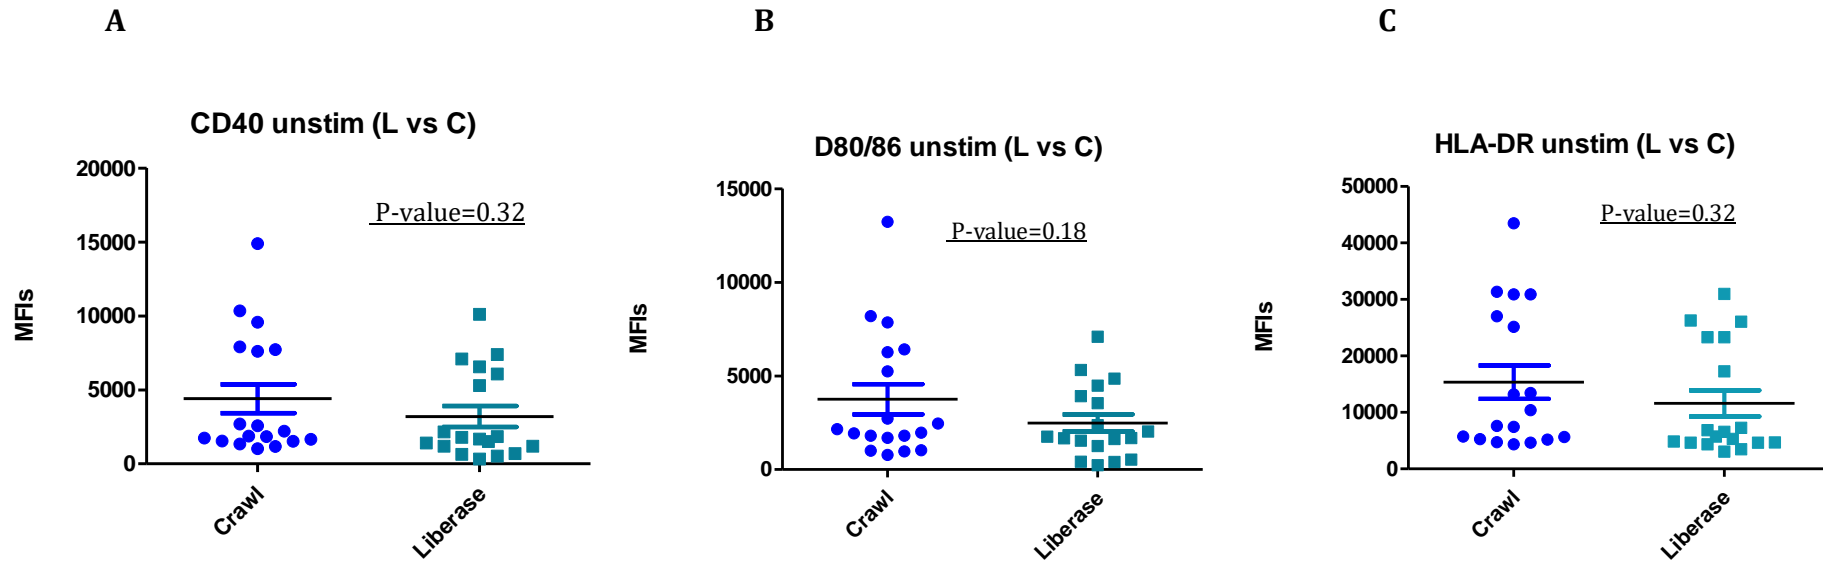 A
B
C
CD40 unstim (L vs C)
20000
15000
10000
5000
0
MFIs
P-value=0.32
Crawl
Liberase
D80/86 unstim (L vs C)
15000
10000
5000
0
MFIs
P-value=0.18
Crawl
Liberase
HLA-DR unstim (L vs C)
50000
40000
30000
20000
10000
0
MFIs
P-value=0.32
Crawl
Liberase